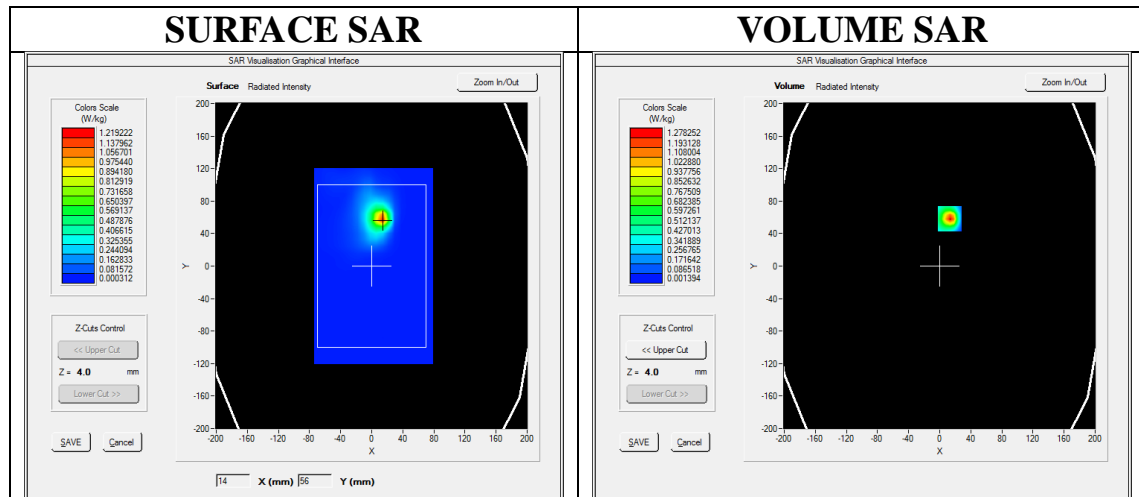 SURFACE SAR
SAR Visualisation Graphical Interface
Surface Radiated Intensity
Zoom In/Out
Colors Scale
(W/kg)
1.219222
1.137962
1.056701
0.975440
0.894180
0.812919
0.731658
0.650397
0.569137
0.487876
0.406615
0.325355
0.244094
0.162833
0.081572
0.000312
Z-Cuts Control
<< Upper Cut
Z = 4.0 mm
Lower Cut >>
SAVE Cancel
200
160
120
80
40
0
-40
-80
-120
-160
-200
Y
-200 -160 -120 -80 -40 0 40 80 120 160 200
X
14 X (mm) 56 Y (mm)
VOLUME SAR
SAR Visualisation Graphical Interface
Volume Radiated Intensity
Zoom In/Out
Colors Scale
(W/kg)
1.278252
1.193128
1.108004
1.022880
0.937756
0.852632
0.767509
0.682385
0.597261
0.512137
0.427013
0.341889
0.256765
0.171642
0.086518
0.001394
Z-Cuts Control
<< Upper Cut
Z = 4.0 mm
Lower Cut >>
SAVE Cancel
200
160
120
80
40
0
-40
-80
-120
-160
-200
Y
-200 -160 -120 -80 -40 0 40 80 120 160 200
X